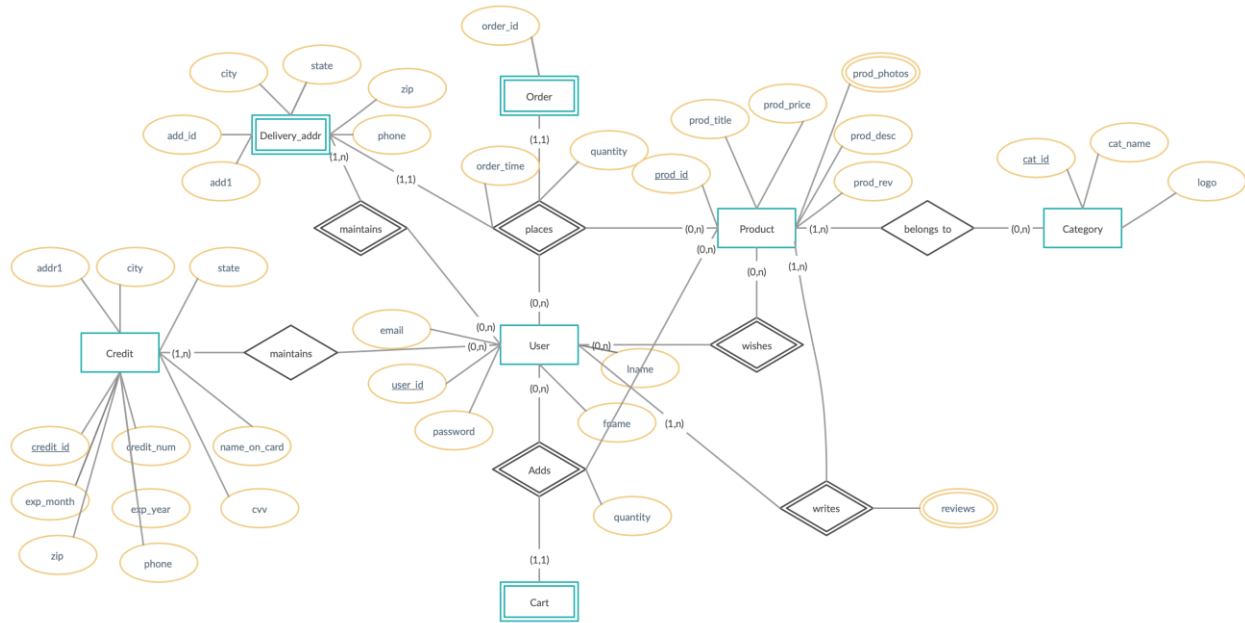 order_id
prod_photos
state
city
zip
Order
prod_price
prod_title
Delivery_addr
add_id
phone
prod_desc
cat_name
(1,1)
quantity
cat_id
(1,n)
order_time
prod_id
add1
(1,1)
prod_rev
logo
maintains
places
(0,n)
Product
(1,n)
belongs to
(0,n)
Category
(0,n)
addr1
city
state
(1,n)
(0,n)
(0,n)
(0,n)
email
Credit
(1,n)
maintains
(0,n)
User
(0,n)
wishes
lname
user_id
(0,n)
password
fname
(1,n)
credit_id
credit_num
name_on_card
Adds
exp_month
exp_year
cvv
quantity
writes
reviews
zip
phone
(1,1)
Cart